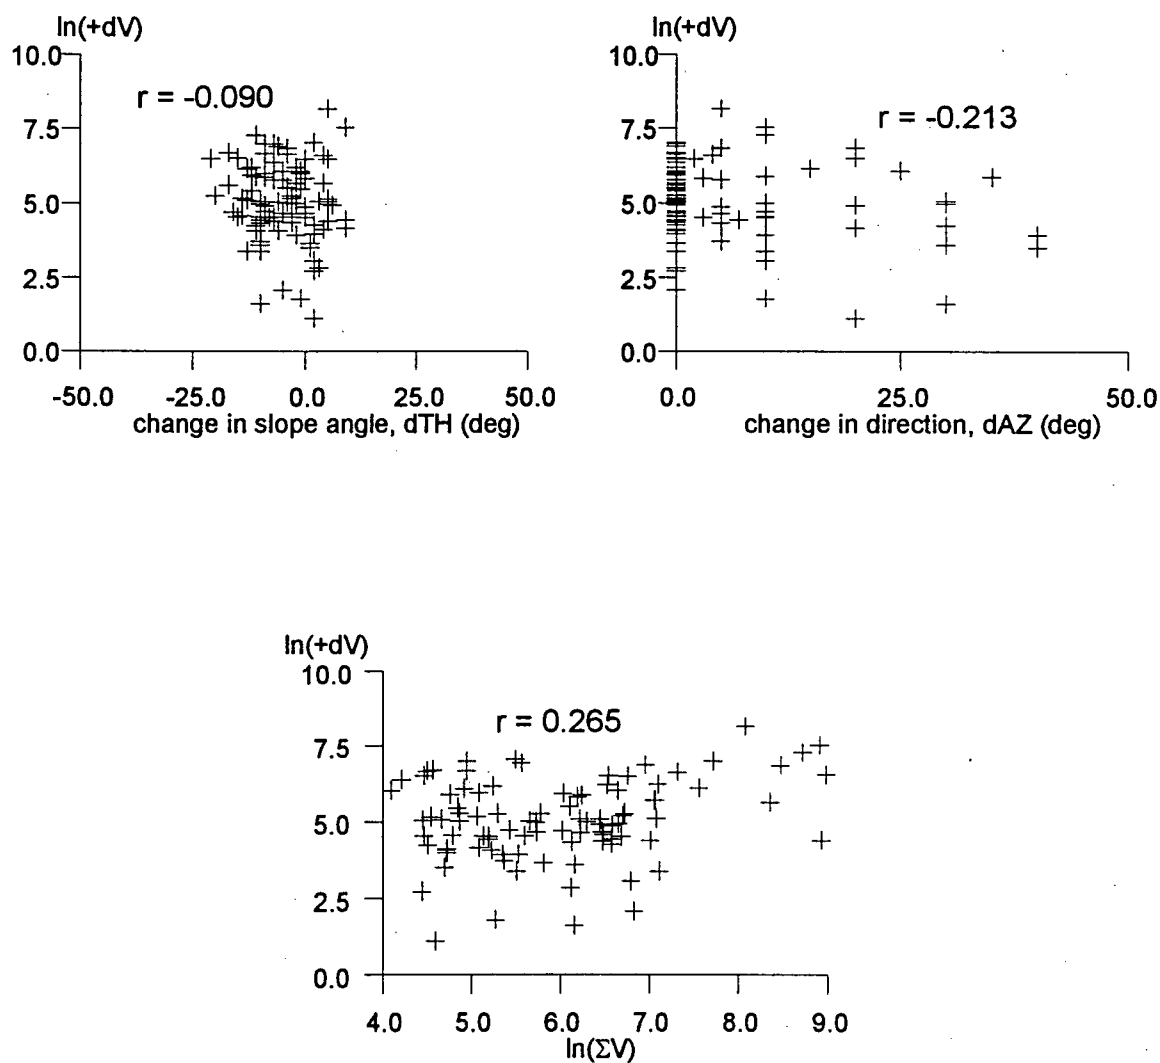 ln(+dV)
10.0
7.5
5.0
2.5
0.0
r = -0.090
-50.0 -25.0 0.0 25.0 50.0
change in slope angle, dTH (deg)
ln(+dV)
10.0
7.5
5.0
2.5
0.0
r = -0.213
0.0 25.0 50.0
change in direction, dAZ (deg)
ln(+dV)
10.0
7.5
5.0
2.5
0.0
r = 0.265
4.0 5.0 6.0 7.0 8.0 9.0
ln(ΣV)